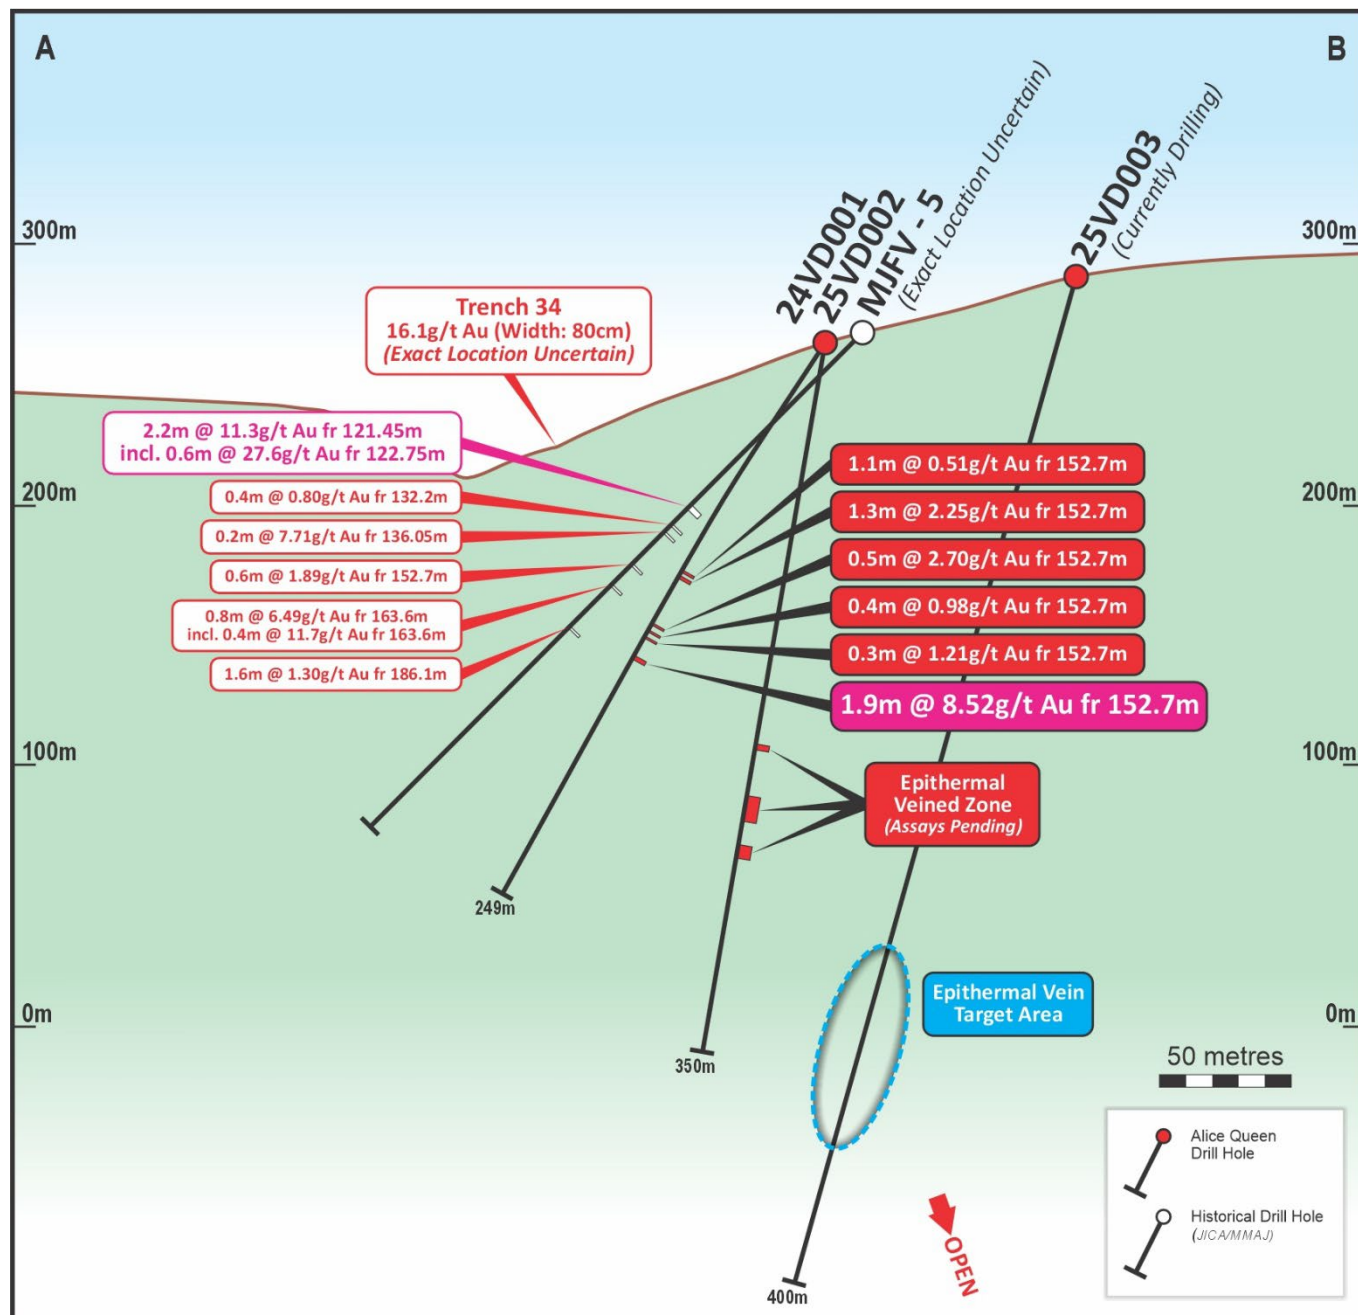 A
B
300m
300m
24VD001
25VD002
MJFV - 5
(Exact Location Uncertain)
25VD003
(Currently Drilling)
Trench 34
16.1g/t Au (Width: 80cm)
(Exact Location Uncertain)
2.2m @ 11.3g/t Au fr 121.45m
incl. 0.6m @ 27.6g/t Au fr 122.75m
0.4m @ 0.80g/t Au fr 132.2m
0.2m @ 7.71g/t Au fr 136.05m
0.6m @ 1.89g/t Au fr 152.7m
0.8m @ 6.49g/t Au fr 163.6m
incl. 0.4m @ 11.7g/t Au fr 163.6m
1.6m @ 1.30g/t Au fr 186.1m
1.1m @ 0.51g/t Au fr 152.7m
1.3m @ 2.25g/t Au fr 152.7m
0.5m @ 2.70g/t Au fr 152.7m
0.4m @ 0.98g/t Au fr 152.7m
0.3m @ 1.21g/t Au fr 152.7m
1.9m @ 8.52g/t Au fr 152.7m
200m
200m
100m
100m
Epithermal
Veined Zone
(Assays Pending)
249m
Epithermal Vein
Target Area
0m
0m
350m
50 metres
Alice Queen
Drill Hole
Historical Drill Hole
(JICA/MMAJ)
OPEN
400m